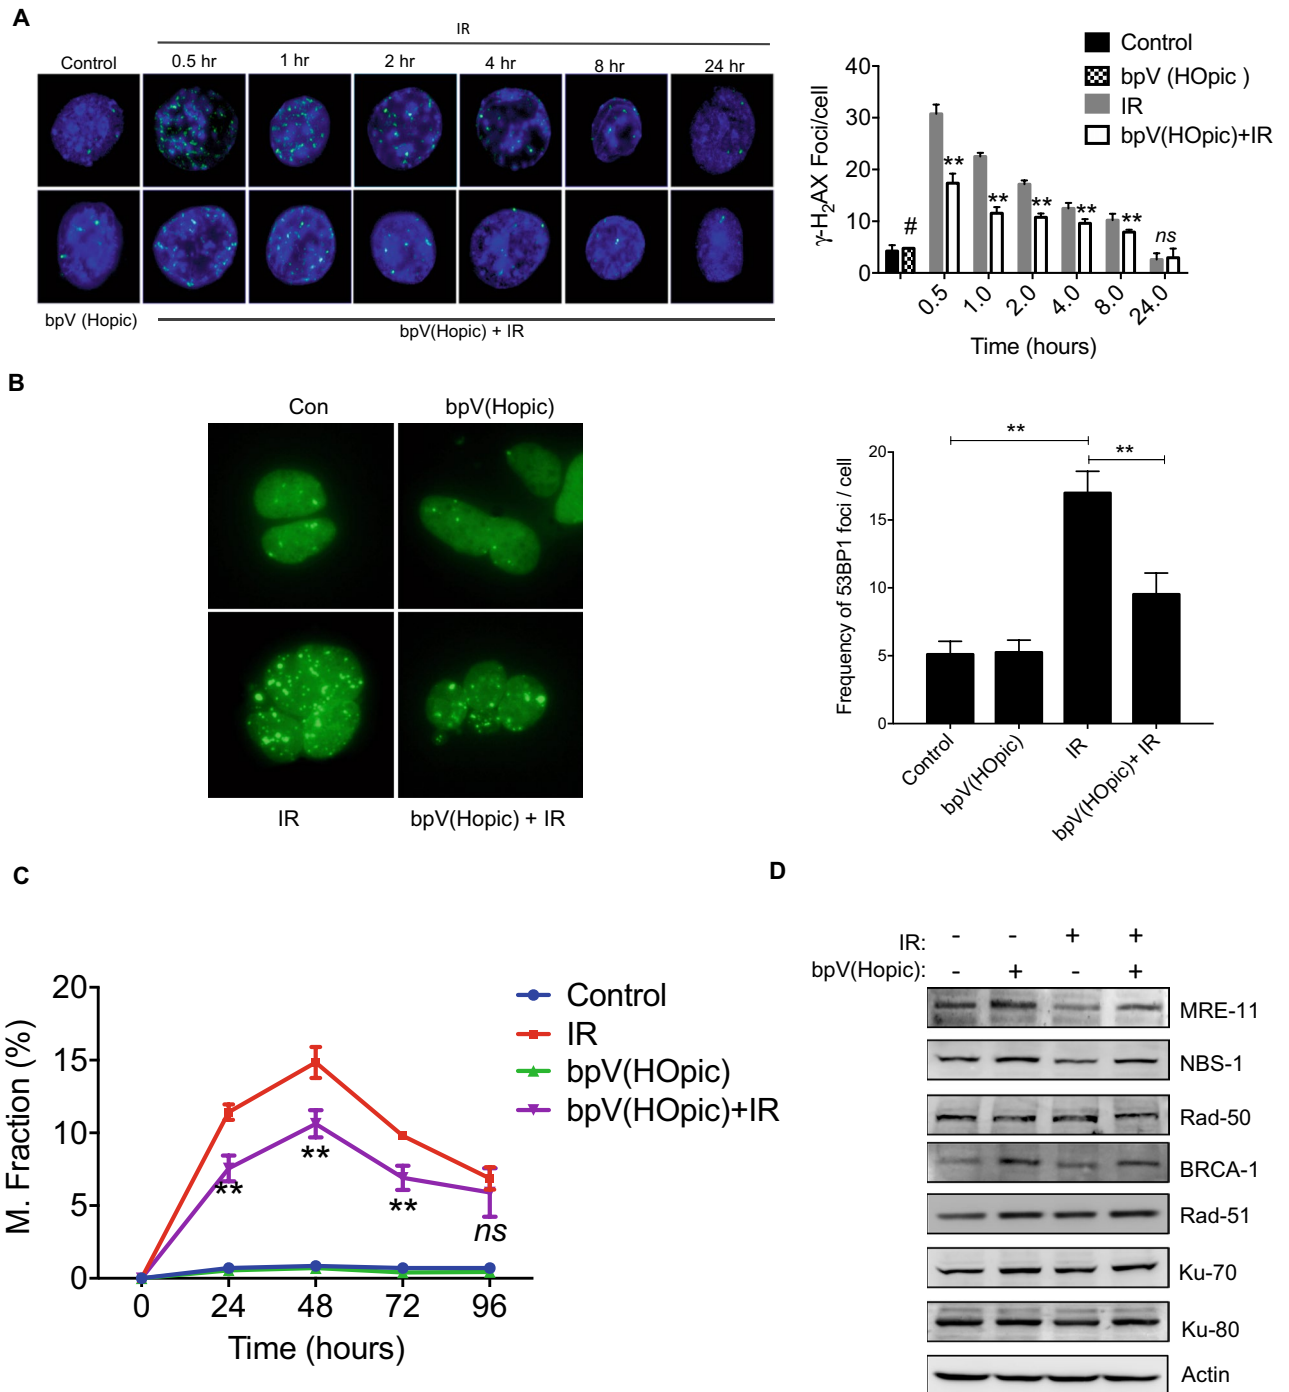 A
IR
Control 0.5 hr 1 hr 2 hr 4 hr 8 hr 24 hr
bpV (Hopic)
bpV(Hopic) + IR
Control
bpV (HOpic )
IR
bpV(HOpic)+IR
γ-H2AX Foci/cell
40
30
20
10
0
# ** ** ** ** ** ns
0.5 1.0 2.0 4.0 8.0 24.0
Time (hours)
B
Con bpV(Hopic)
IR bpV(Hopic) + IR
Frequency of 53BP1 foci / cell
20
15
10
5
0
** **
Control bpV(HOpic) IR bpV(HOpic)+ IR
C
M. Fraction (%)
20
15
10
5
0
** ** ** ns
0 24 48 72 96
Time (hours)
Control
IR
bpV(HOpic)
bpV(HOpic)+IR
D
IR: - - + +
bpV(Hopic): - + - +
MRE-11
NBS-1
Rad-50
BRCA-1
Rad-51
Ku-70
Ku-80
Actin